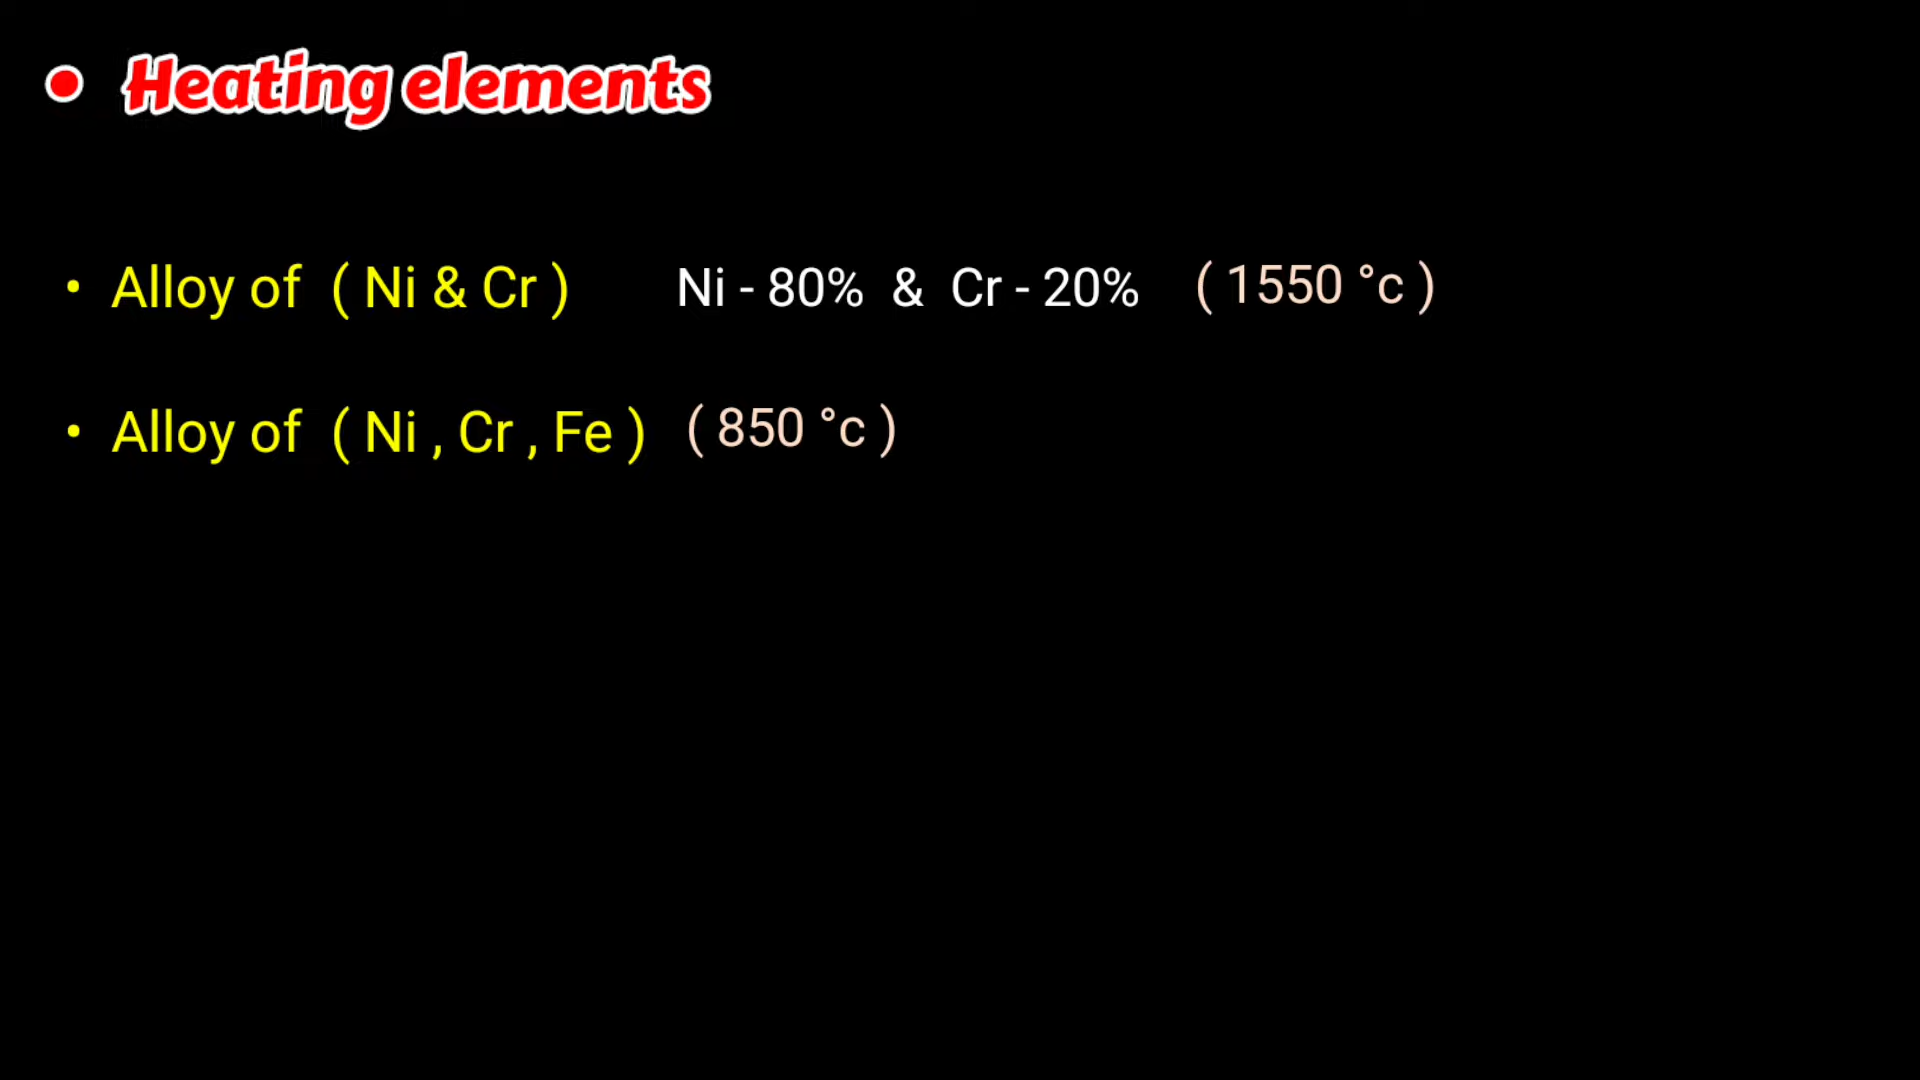 • Heating elements
• Alloy of ( Ni & Cr ) Ni - 80% & Cr - 20% ( 1550 °c )
• Alloy of ( Ni , Cr , Fe ) ( 850 °c )